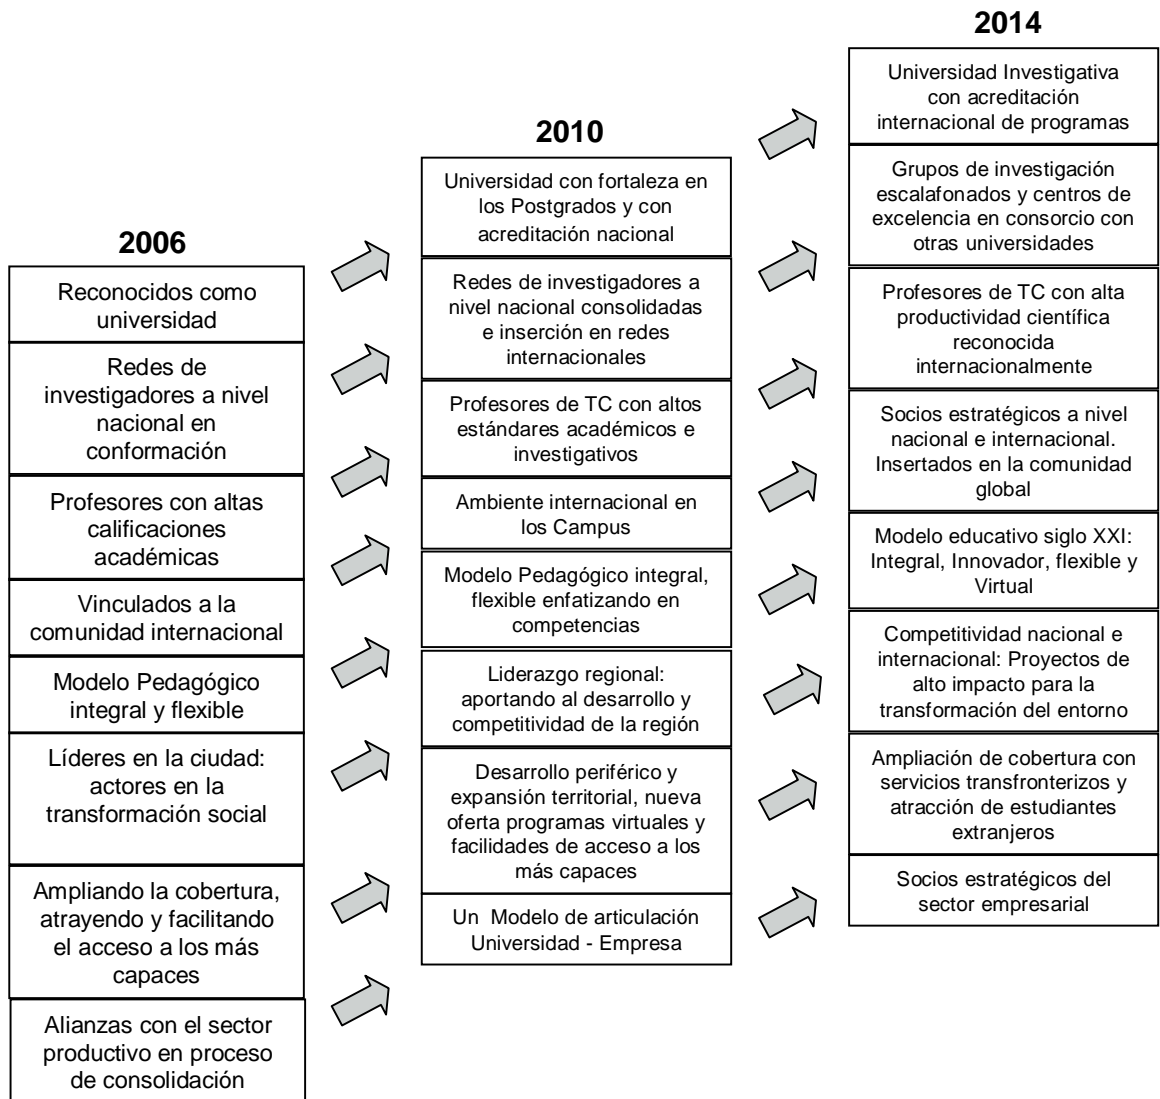 2006
Reconocidos como
universidad
Redes de
investigadores a nivel
nacional en
conformación
Profesores con altas
calificaciones
académicas
Vinculados a la
comunidad internacional
Modelo Pedagógico
integral y flexible
Líderes en la ciudad:
actores en la
transformación social
Ampliando la cobertura,
atrayendo y facilitando
el acceso a los más
capaces
Alianzas con el sector
productivo en proceso
de consolidación
2010
Universidad con fortaleza en
los Postgrados y con
acreditación nacional
Redes de investigadores a
nivel nacional consolidadas
e inserción en redes
internacionales
Profesores de TC con altos
estándares académicos e
investigativos
Ambiente internacional en
los Campus
Modelo Pedagógico integral,
flexible enfatizando en
competencias
Liderazgo regional:
aportando al desarrollo y
competitividad de la región
Desarrollo periférico y
expansión territorial, nueva
oferta programas virtuales y
facilidades de acceso a los
más capaces
Un Modelo de articulación
Universidad - Empresa
2014
Universidad Investigativa
con acreditación
internacional de programas
Grupos de investigación
escalafonados y centros de
excelencia en consorcio con
otras universidades
Profesores de TC con alta
productividad científica
reconocida
internacionalmente
Socios estratégicos a nivel
nacional e internacional.
Insertados en la comunidad
global
Modelo educativo siglo XXI:
Integral, Innovador, flexible y
Virtual
Competitividad nacional e
internacional: Proyectos de
alto impacto para la
transformación del entorno
Ampliación de cobertura con
servicios transfronterizos y
atracción de estudiantes
extranjeros
Socios estratégicos del
sector empresarial